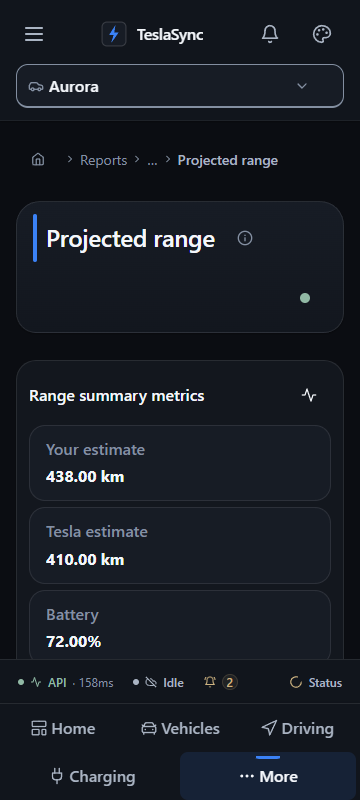 TeslaSync
Aurora
Reports ... Projected range
Projected range
Range summary metrics
Your estimate
438.00 km
Tesla estimate
410.00 km
Battery
72.00%
API · 158ms Idle 2 Status
Home Vehicles Driving
Charging ··· More